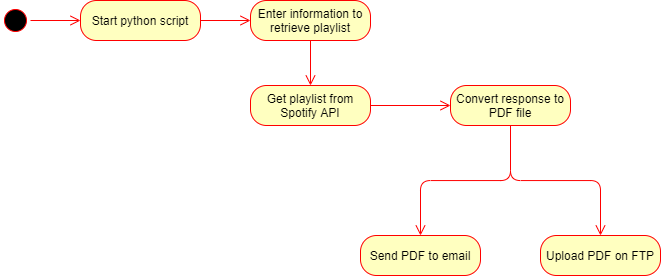 Start python script
Enter information to
retrieve playlist
Get playlist from
Spotify API
Convert response to
PDF file
Send PDF to email
Upload PDF on FTP